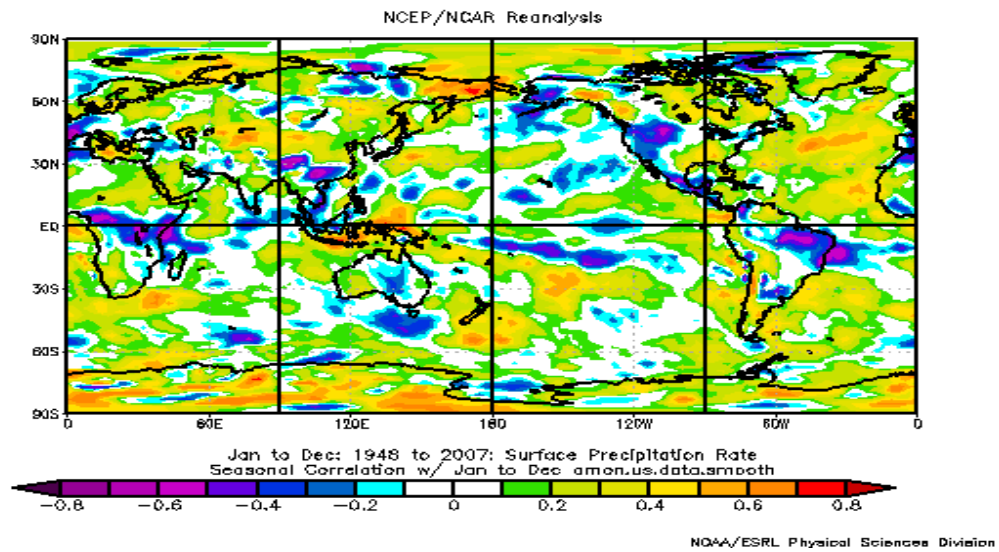 NCEP/NCAR Reanalysis
90N
60N
30N
EQ
30S
60S
90S
0 60E 120E 180 120W 60W 0
Jan to Dec: 1948 to 2007: Surface Precipitation Rate
Seasonal Correlation w/ Jan to Dec amon.us.data.smooth
-0.8 -0.6 -0.4 -0.2 0 0.2 0.4 0.6 0.8
NOAA/ESRL Physical Sciences Division